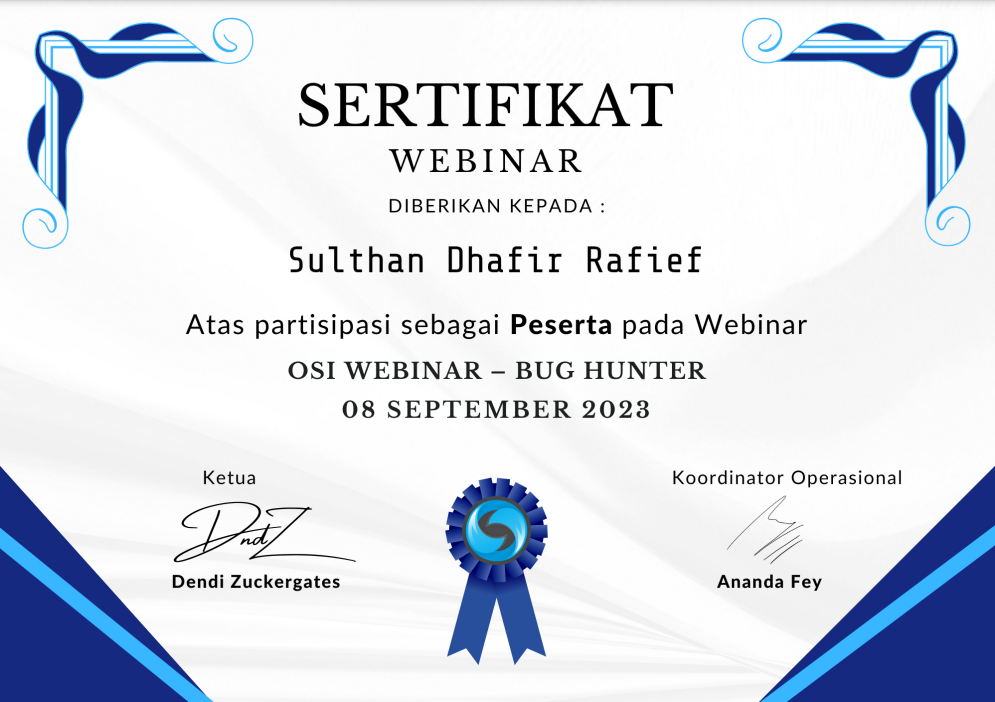 SERTIFIKAT
WEBINAR
DIBERIKAN KEPADA :
Sulthan Dhafir Rafief
Atas partisipasi sebagai Peserta pada Webinar
OSI WEBINAR – BUG HUNTER
08 SEPTEMBER 2023
Ketua
DndZ
Dendi Zuckergates
Koordinator Operasional
Ananda Fey